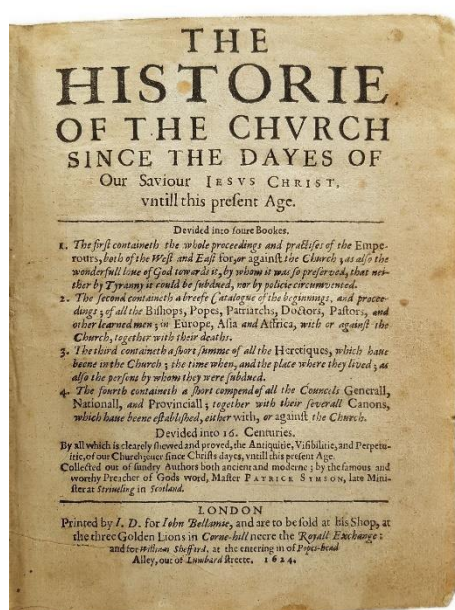 THE
HISTORIE
OF THE CHVRCH
SINCE THE DAYES OF
Our Saviour IESVS CHRIST,
vntill this present Age.
Devided into foure Bookes.
1. The first containeth the whole proceedings and practises of the Empe-
rours, both of the West and East for, or against the Church; as also the
wonderfull loue of God towards it, by whom it was so preserved, that nei-
ther by Tyranny it could be subdued, nor by policie circumvented.
2. The second containeth a breefe Catalogue of the beginnings, and procee-
dings; of all the Bishops, Popes, Patriarchs, Doctors, Pastors, and
other learned men; in Europe, Asia and Affrica, with or against the
Church, together with their deaths.
3. The third containeth a short summe of all the Heretiques, which haue
beene in the Church; the time when, and the place where they lived; as
also the persons by whom they were subdued.
4. The fourth containeth a short compend of all the Councels Generall,
Nationall, and Provinciall; together with their severall Canons,
which haue beene established, either with, or against the Church.
Devided into 16. Centuries.
By all which is clearely shewed and proved, the Antiquitie, Visibilitie, and Perpetu-
itie, of our Church; ever since Christs dayes, vntill this present Age.
Collected out of sundry Authors both ancient and moderne; by the famous and
worthy Preacher of Gods word, Master PATRICE SYMSON, late Mini-
ster at Striueling in Scotland.
LONDON
Printed by I. D. for Iohn Bellamie, and are to be sold at his Shop, at
the three Golden Lions in Corne-hill neere the Royall Exchange:
and for William Sheffard, at the entering in of Popes-head
Alley, out of Lumbard streete. 1624.